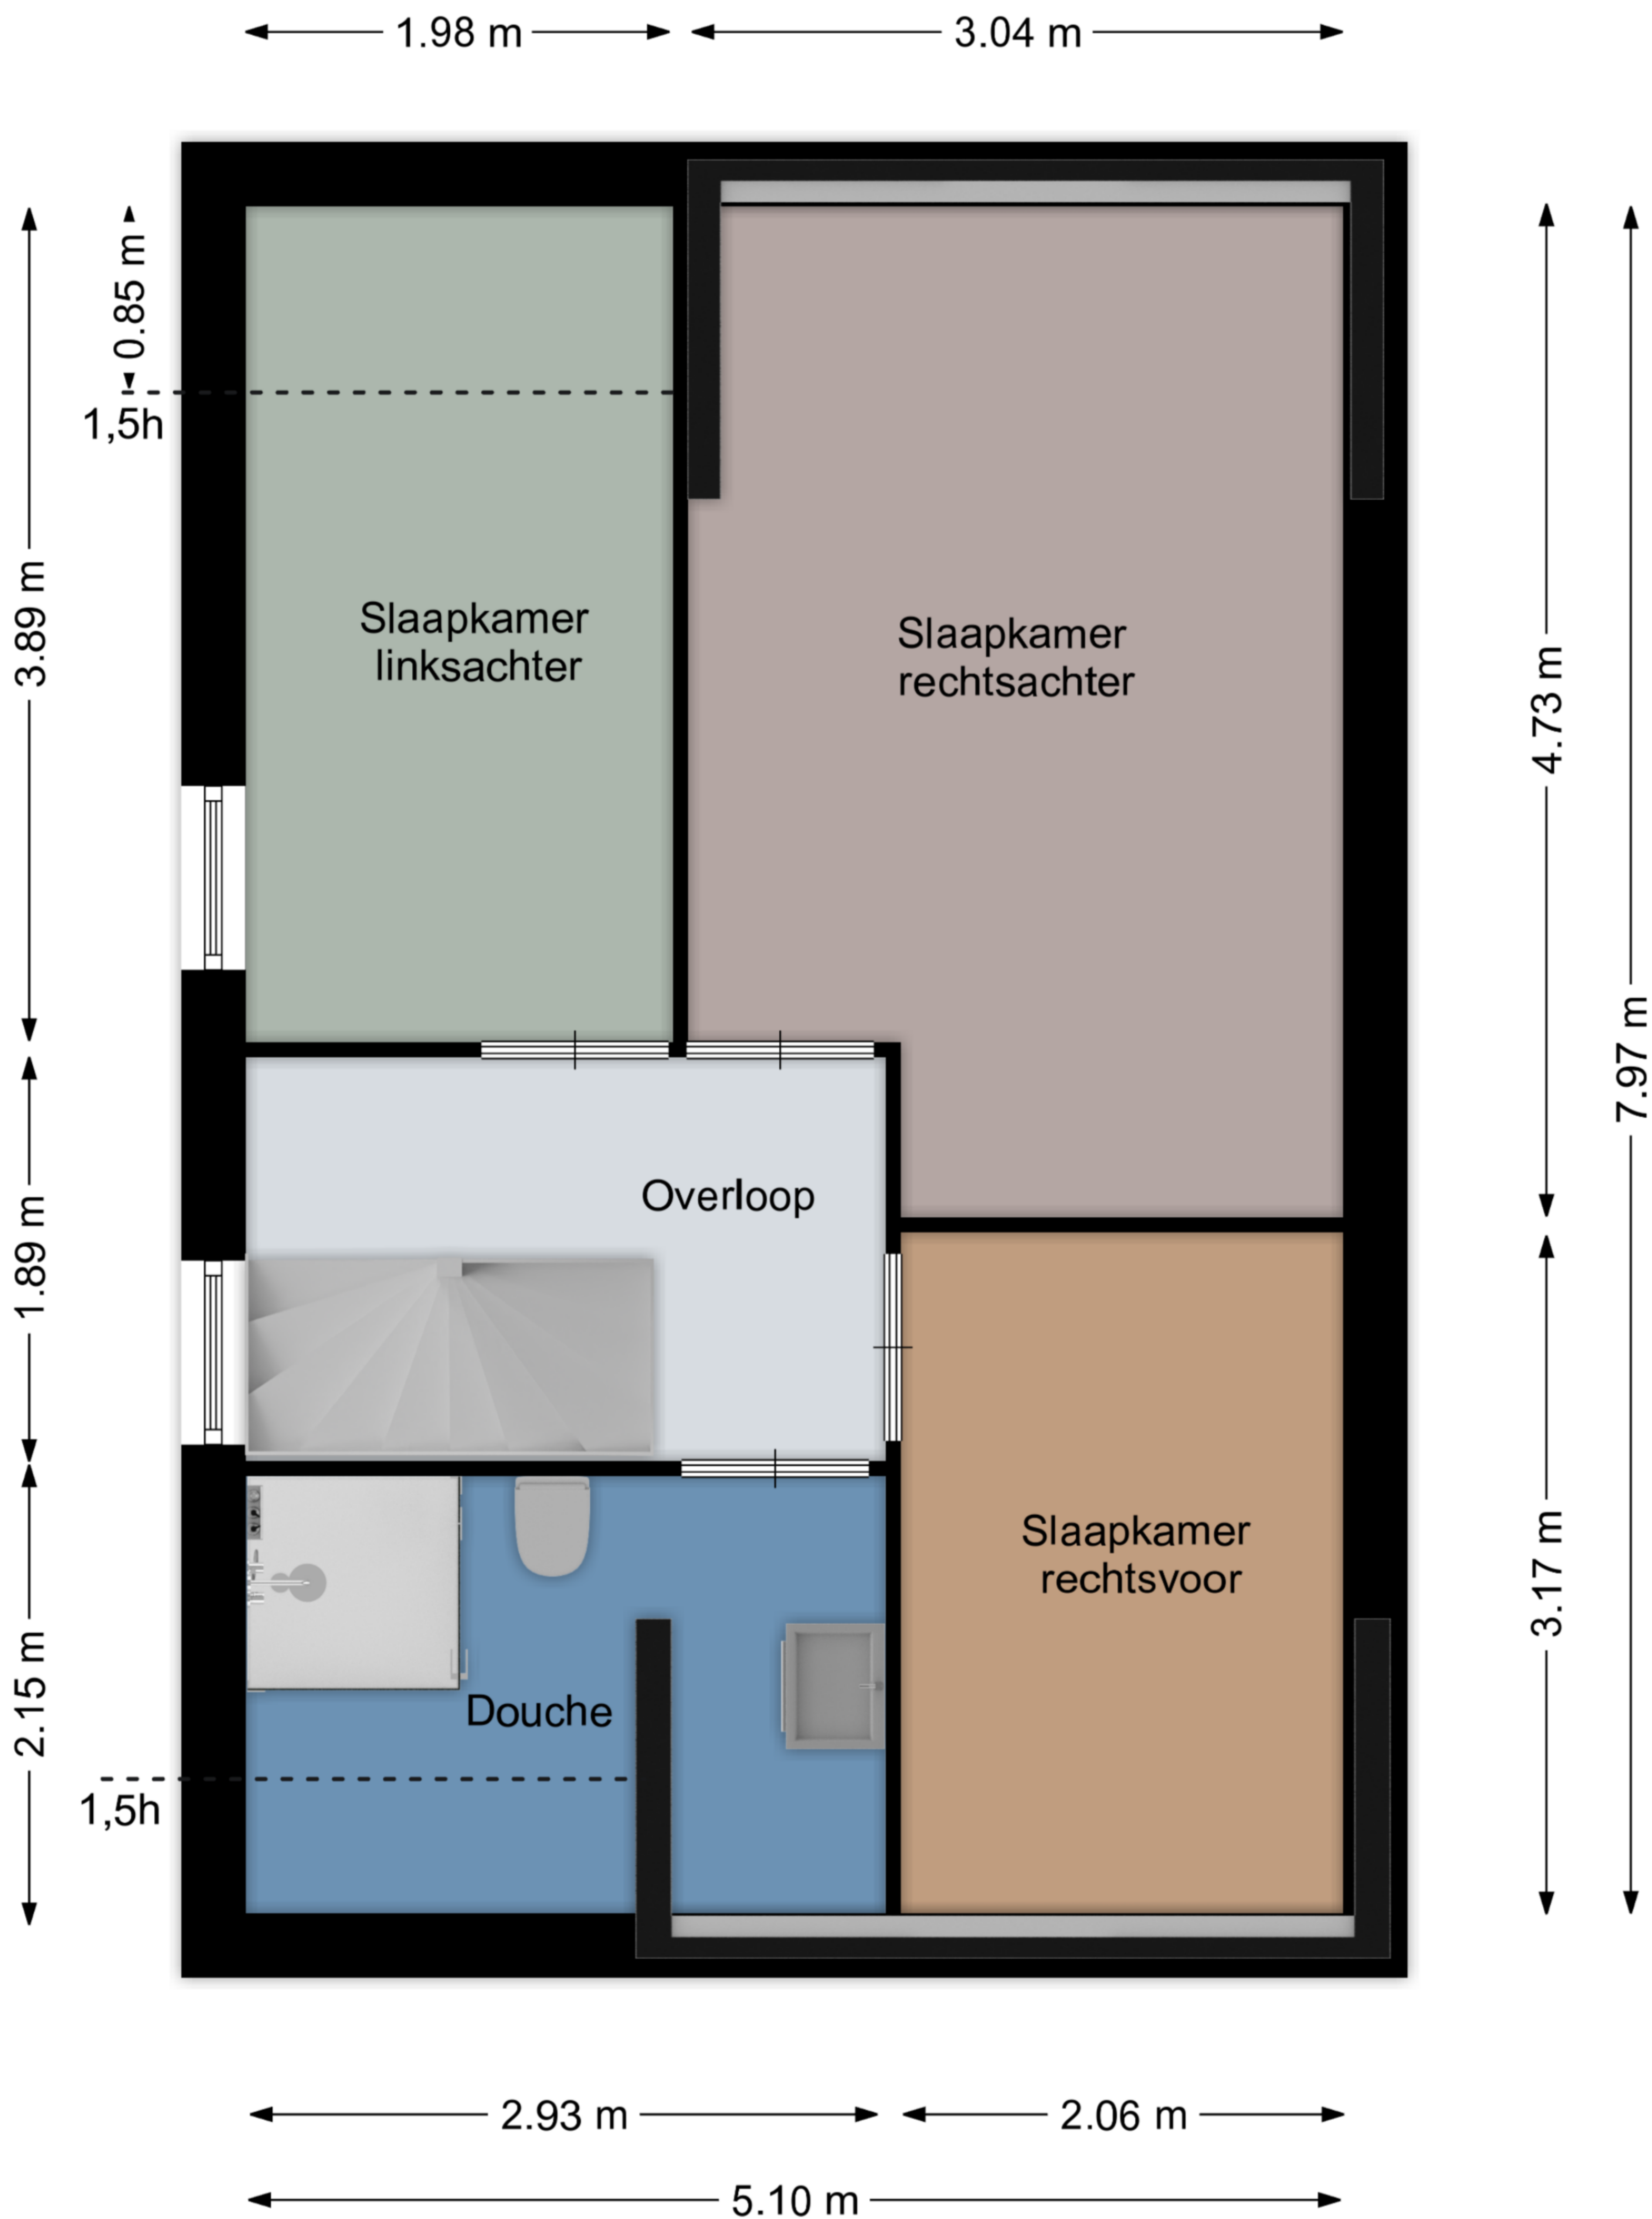 1.98 m
3.04 m
0.85 m
1,5h
3.89 m
Slaapkamer
linksachter
Slaapkamer
rechtsachter
4.73 m
7.97 m
Overloop
1.89 m
Slaapkamer
rechtsvoor
3.17 m
2.15 m
Douche
1,5h
2.93 m
2.06 m
5.10 m